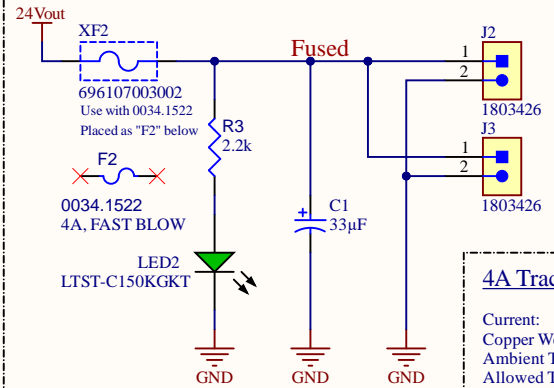 24Vout
XF2
696107003002
Use with 0034.1522
Placed as "F2" below
F2
0034.1522
4A, FAST BLOW
Fused
R3
2.2k
LED2
LTST-C150KGKT
C1
+
33µF
J2
1
2
1803426
J3
1
2
1803426
GND
GND
GND
4A Trac
Current:
Copper We
Ambient T
Allowed T